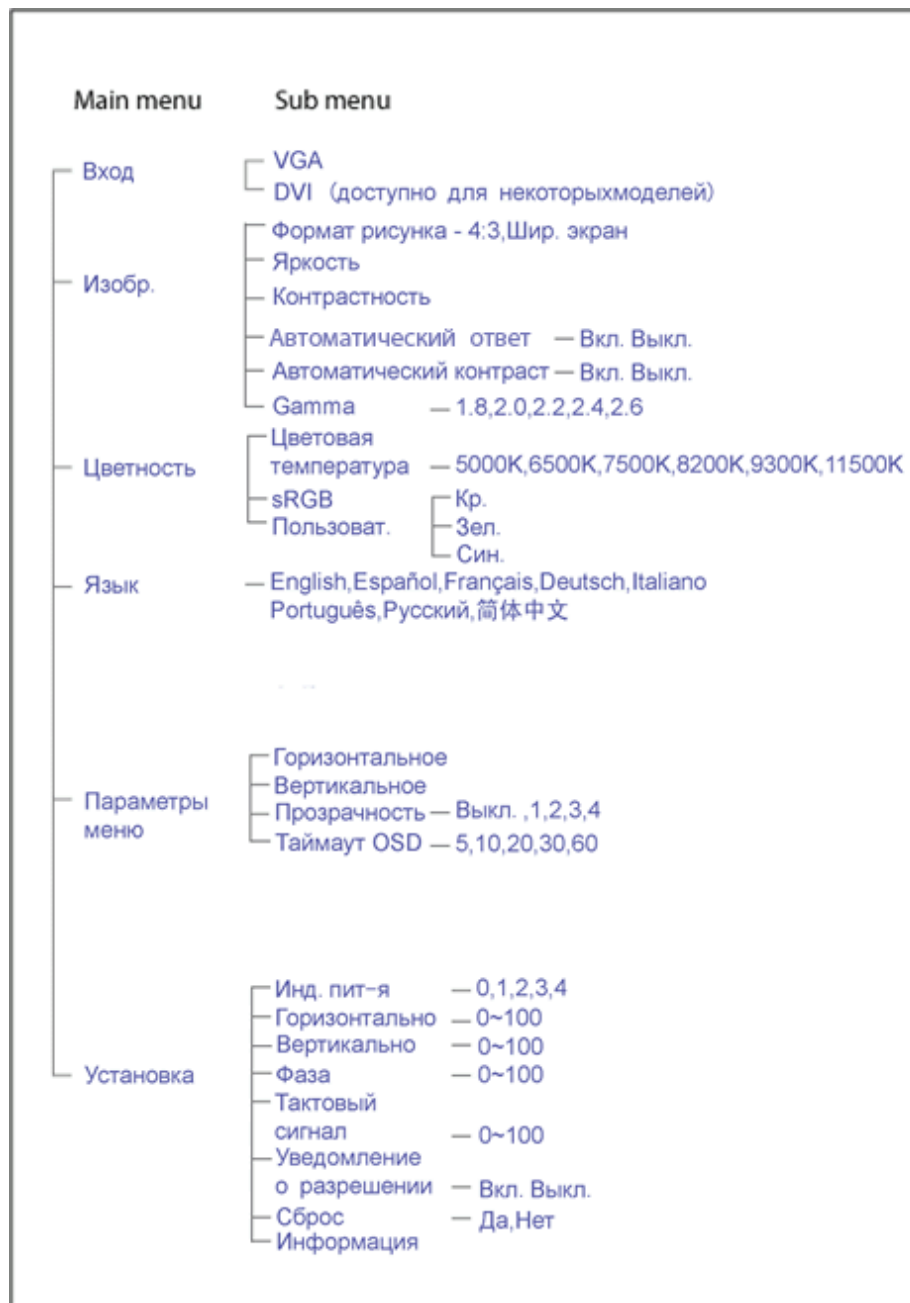 Main menu Sub menu
Вход
VGA
DVI (доступно для некоторыхмоделей)
Изобр.
Формат рисунка - 4:3,Шир. экран
Яркость
Контрастность
Автоматический ответ — Вкл. Выкл.
Автоматический контраст — Вкл. Выкл.
Gamma — 1.8,2.0,2.2,2.4,2.6
Цветность
Цветовая
температура — 5000K,6500K,7500K,8200K,9300K,11500K
sRGB
Пользоват.
Кр.
Зел.
Син.
Язык
English,Español,Français,Deutsch,Italiano
Português,Русский,简体中文
Параметры
меню
Горизонтальное
Вертикальное
Прозрачность — Выкл. ,1,2,3,4
Таймаут OSD — 5,10,20,30,60
Установка
Инд. пит-я — 0,1,2,3,4
Горизонтально — 0~100
Вертикально — 0~100
Фаза — 0~100
Тактовый
сигнал — 0~100
Уведомление
о разрешении — Вкл. Выкл.
Сброс — Да,Нет
Информация